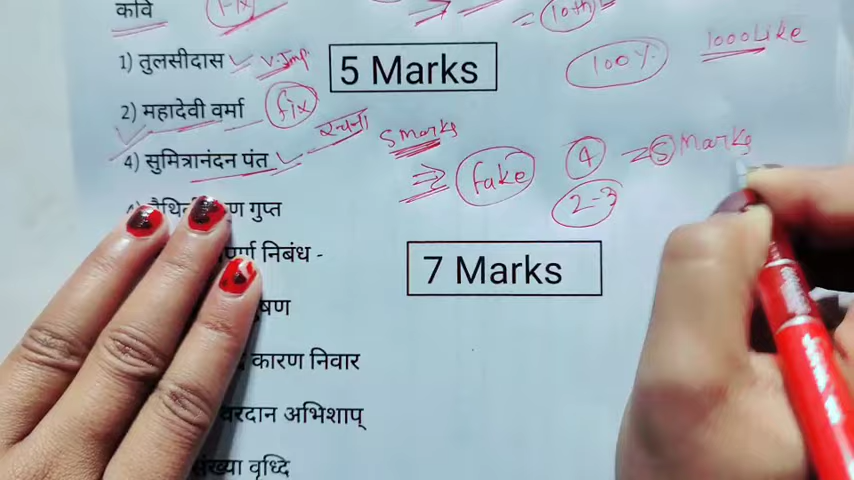 कवि
= 10th
1) तुलसीदास V.Imp.
5 Marks
100%
1000 Like
2) महादेवी वर्मा fix
4) सुमित्रानंदन पंत रचना
5 marks
⇒ fake
4 = 5 Marks
2-3
गुप्त
निबंध -
7 Marks
कारण निवार
वरदान अभिशाप्
संख्या वृध्दि